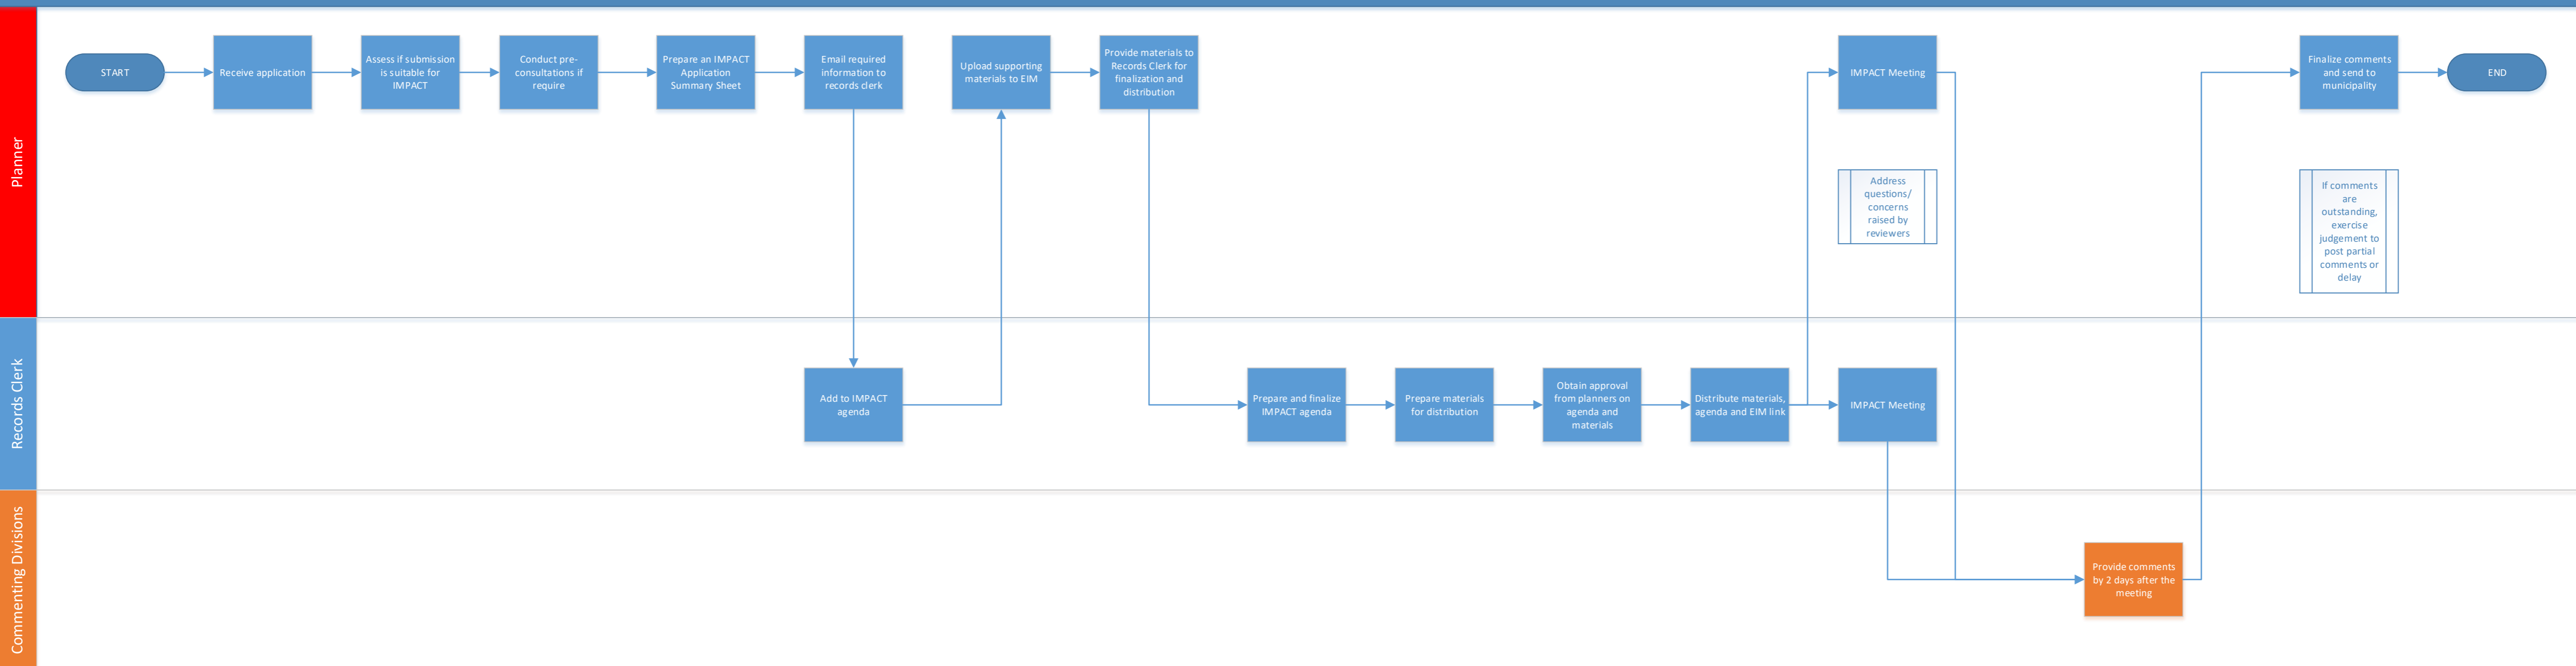 Planner
START
Receive application
Assess if submission
is suitable for
IMPACT
Conduct pre-
consultations if
require
Prepare an IMPACT
Application
Summary Sheet
Email required
information to
records clerk
Upload supporting
materials to EIM
Provide materials to
Records Clerk for
finalization and
distribution
IMPACT Meeting
Finalize comments
and send to
municipality
END
Address
questions/
concerns
raised by
reviewers
If comments
are
outstanding,
exercise
judgement to
post partial
comments or
delay
Records Clerk
Add to IMPACT
agenda
Prepare and finalize
IMPACT agenda
Prepare materials
for distribution
Obtain approval
from planners on
agenda and
materials
Distribute materials,
agenda and EIM link
IMPACT Meeting
Commenting Divisions
Provide comments
by 2 days after the
meeting